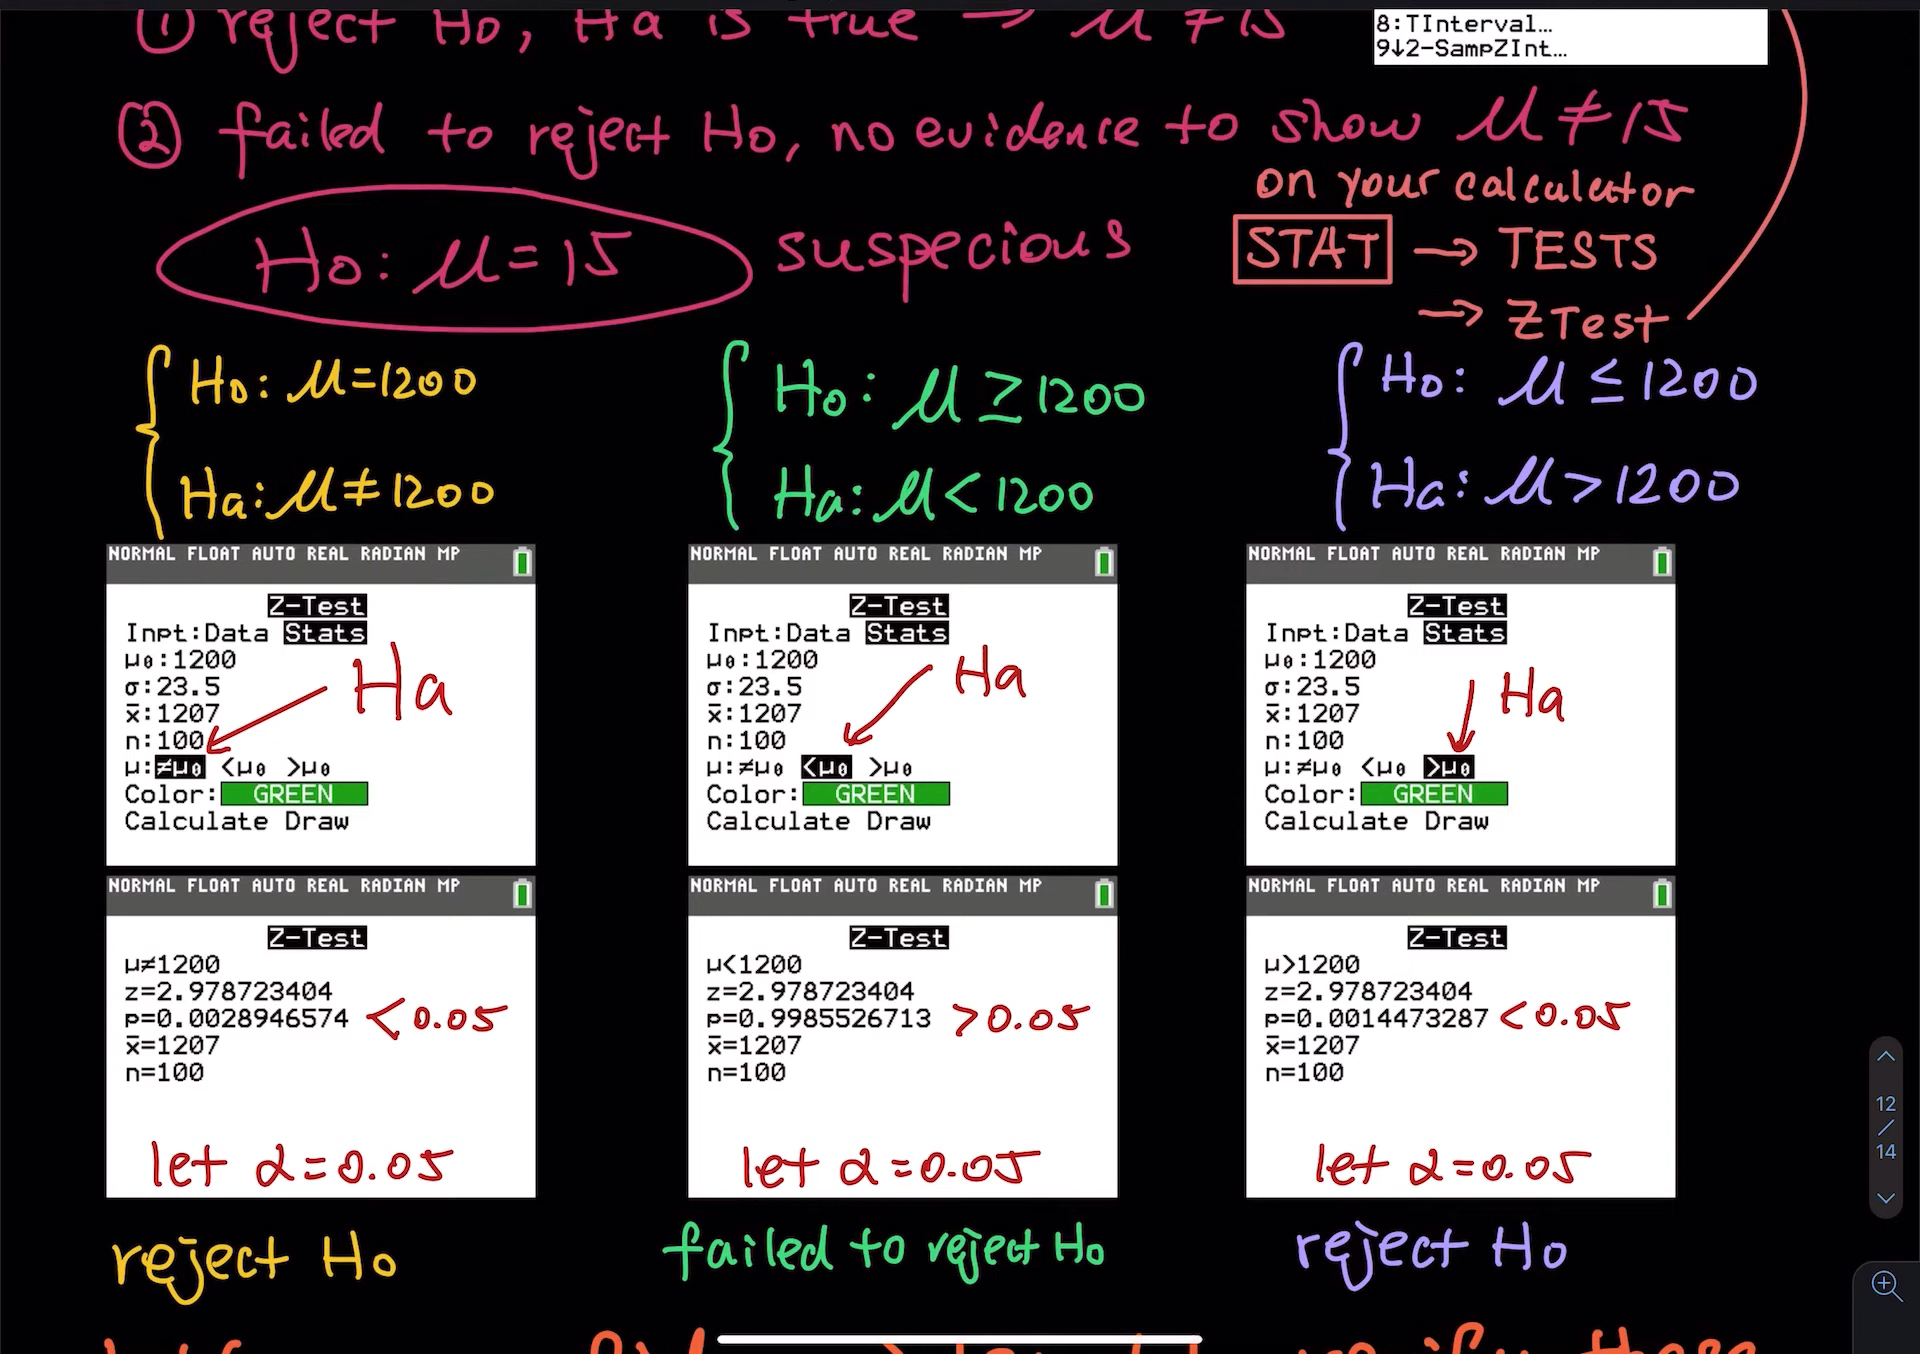 ① reject Ho, Ha is true → μ ≠ 15
8:TInterval…
9↓2-SampZInt…
② failed to reject Ho, no evidence to show μ ≠ 15
Ho: μ = 15 suspecious
on your calculator
STAT → TESTS
→ ZTest
Ho: μ=1200
Ha: μ≠1200
Ho: μ ≥ 1200
Ha: μ < 1200
Ho: μ ≤ 1200
Ha: μ > 1200
NORMAL FLOAT AUTO REAL RADIAN MP
Z-Test
Inpt:Data Stats
μ0:1200
σ:23.5
x̄:1207
n:100
μ:≠μ0 <μ0 >μ0
Color: GREEN
Calculate Draw
Ha
NORMAL FLOAT AUTO REAL RADIAN MP
Z-Test
Inpt:Data Stats
μ0:1200
σ:23.5
x̄:1207
n:100
μ:≠μ0 <μ0 >μ0
Color: GREEN
Calculate Draw
Ha
NORMAL FLOAT AUTO REAL RADIAN MP
Z-Test
Inpt:Data Stats
μ0:1200
σ:23.5
x̄:1207
n:100
μ:≠μ0 <μ0 >μ0
Color: GREEN
Calculate Draw
Ha
NORMAL FLOAT AUTO REAL RADIAN MP
Z-Test
μ≠1200
z=2.978723404
p=0.0028946574 < 0.05
x̄=1207
n=100
let α = 0.05
reject Ho
NORMAL FLOAT AUTO REAL RADIAN MP
Z-Test
μ<1200
z=2.978723404
p=0.9985526713 > 0.05
x̄=1207
n=100
let α = 0.05
failed to reject Ho
NORMAL FLOAT AUTO REAL RADIAN MP
Z-Test
μ>1200
z=2.978723404
p=0.0014473287 < 0.05
x̄=1207
n=100
let α = 0.05
reject Ho
12
/
14